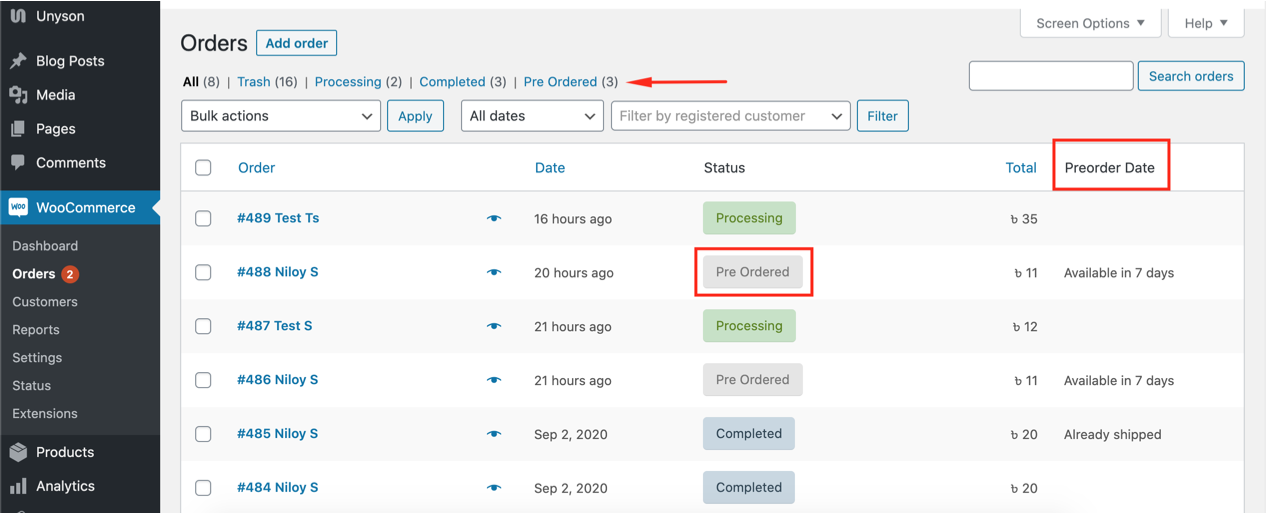 Unyson
Blog Posts
Media
Pages
Comments
WOO WooCommerce
Dashboard
Orders 2
Customers
Reports
Settings
Status
Extensions
Products
Analytics
Screen Options ▼ Help ▼
Orders Add order
All (8) | Trash (16) | Processing (2) | Completed (3) | Pre Ordered (3)
Search orders
Bulk actions Apply All dates Filter by registered customer Filter
Order Date Status Total Preorder Date
#489 Test Ts 16 hours ago Processing ৳ 35
#488 Niloy S 20 hours ago Pre Ordered ৳ 11 Available in 7 days
#487 Test S 21 hours ago Processing ৳ 12
#486 Niloy S 21 hours ago Pre Ordered ৳ 11 Available in 7 days
#485 Niloy S Sep 2, 2020 Completed ৳ 20 Already shipped
#484 Niloy S Sep 2, 2020 Completed ৳ 20